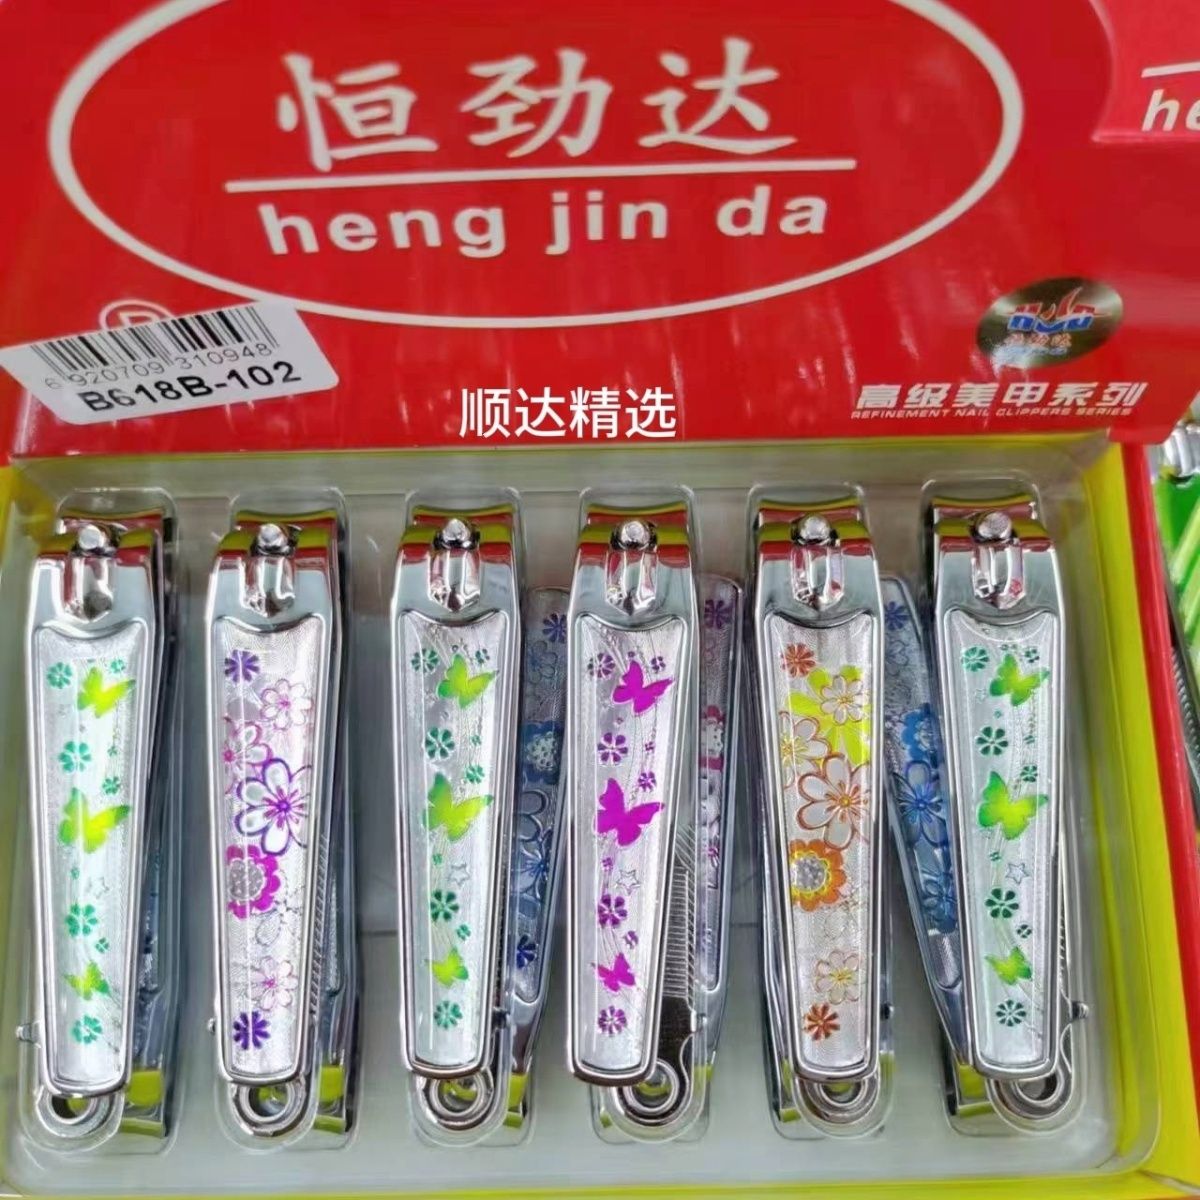 恒劲达
heng jin da
he
R
6 920709 310948
B618B-102
顺达精选
高级美甲系列
REFINEMENT NAIL CLIPPERS SERIES